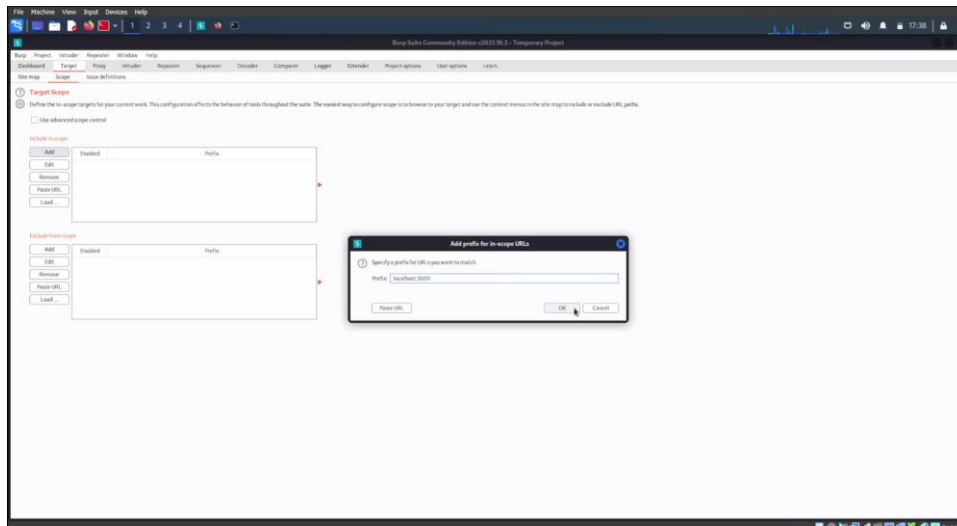 File Machine View Input Devices Help
1 2 3 4
17:38
Burp Suite Community Edition v2021.10.3 - Temporary Project
Burp Project Intruder Repeater Window Help
Dashboard Target Proxy Intruder Repeater Sequencer Decoder Comparer Logger Extender Project options User options Learn
Site map Scope Issue definitions
Target Scope
Define the in-scope targets for your current work. This configuration affects the behavior of tools throughout the suite. The easiest way to configure scope is to browse to your target and use the context menus in the site map to include or exclude URL paths.
Use advanced scope control
Include in scope
Add
Enabled Prefix
Edit
Remove
Paste URL
Load ...
Exclude from scope
Add
Enabled Prefix
Edit
Remove
Paste URL
Load ...
Add prefix for in-scope URLs
Specify a prefix for URLs you want to match.
Prefix: localhost:3000
Paste URL OK Cancel